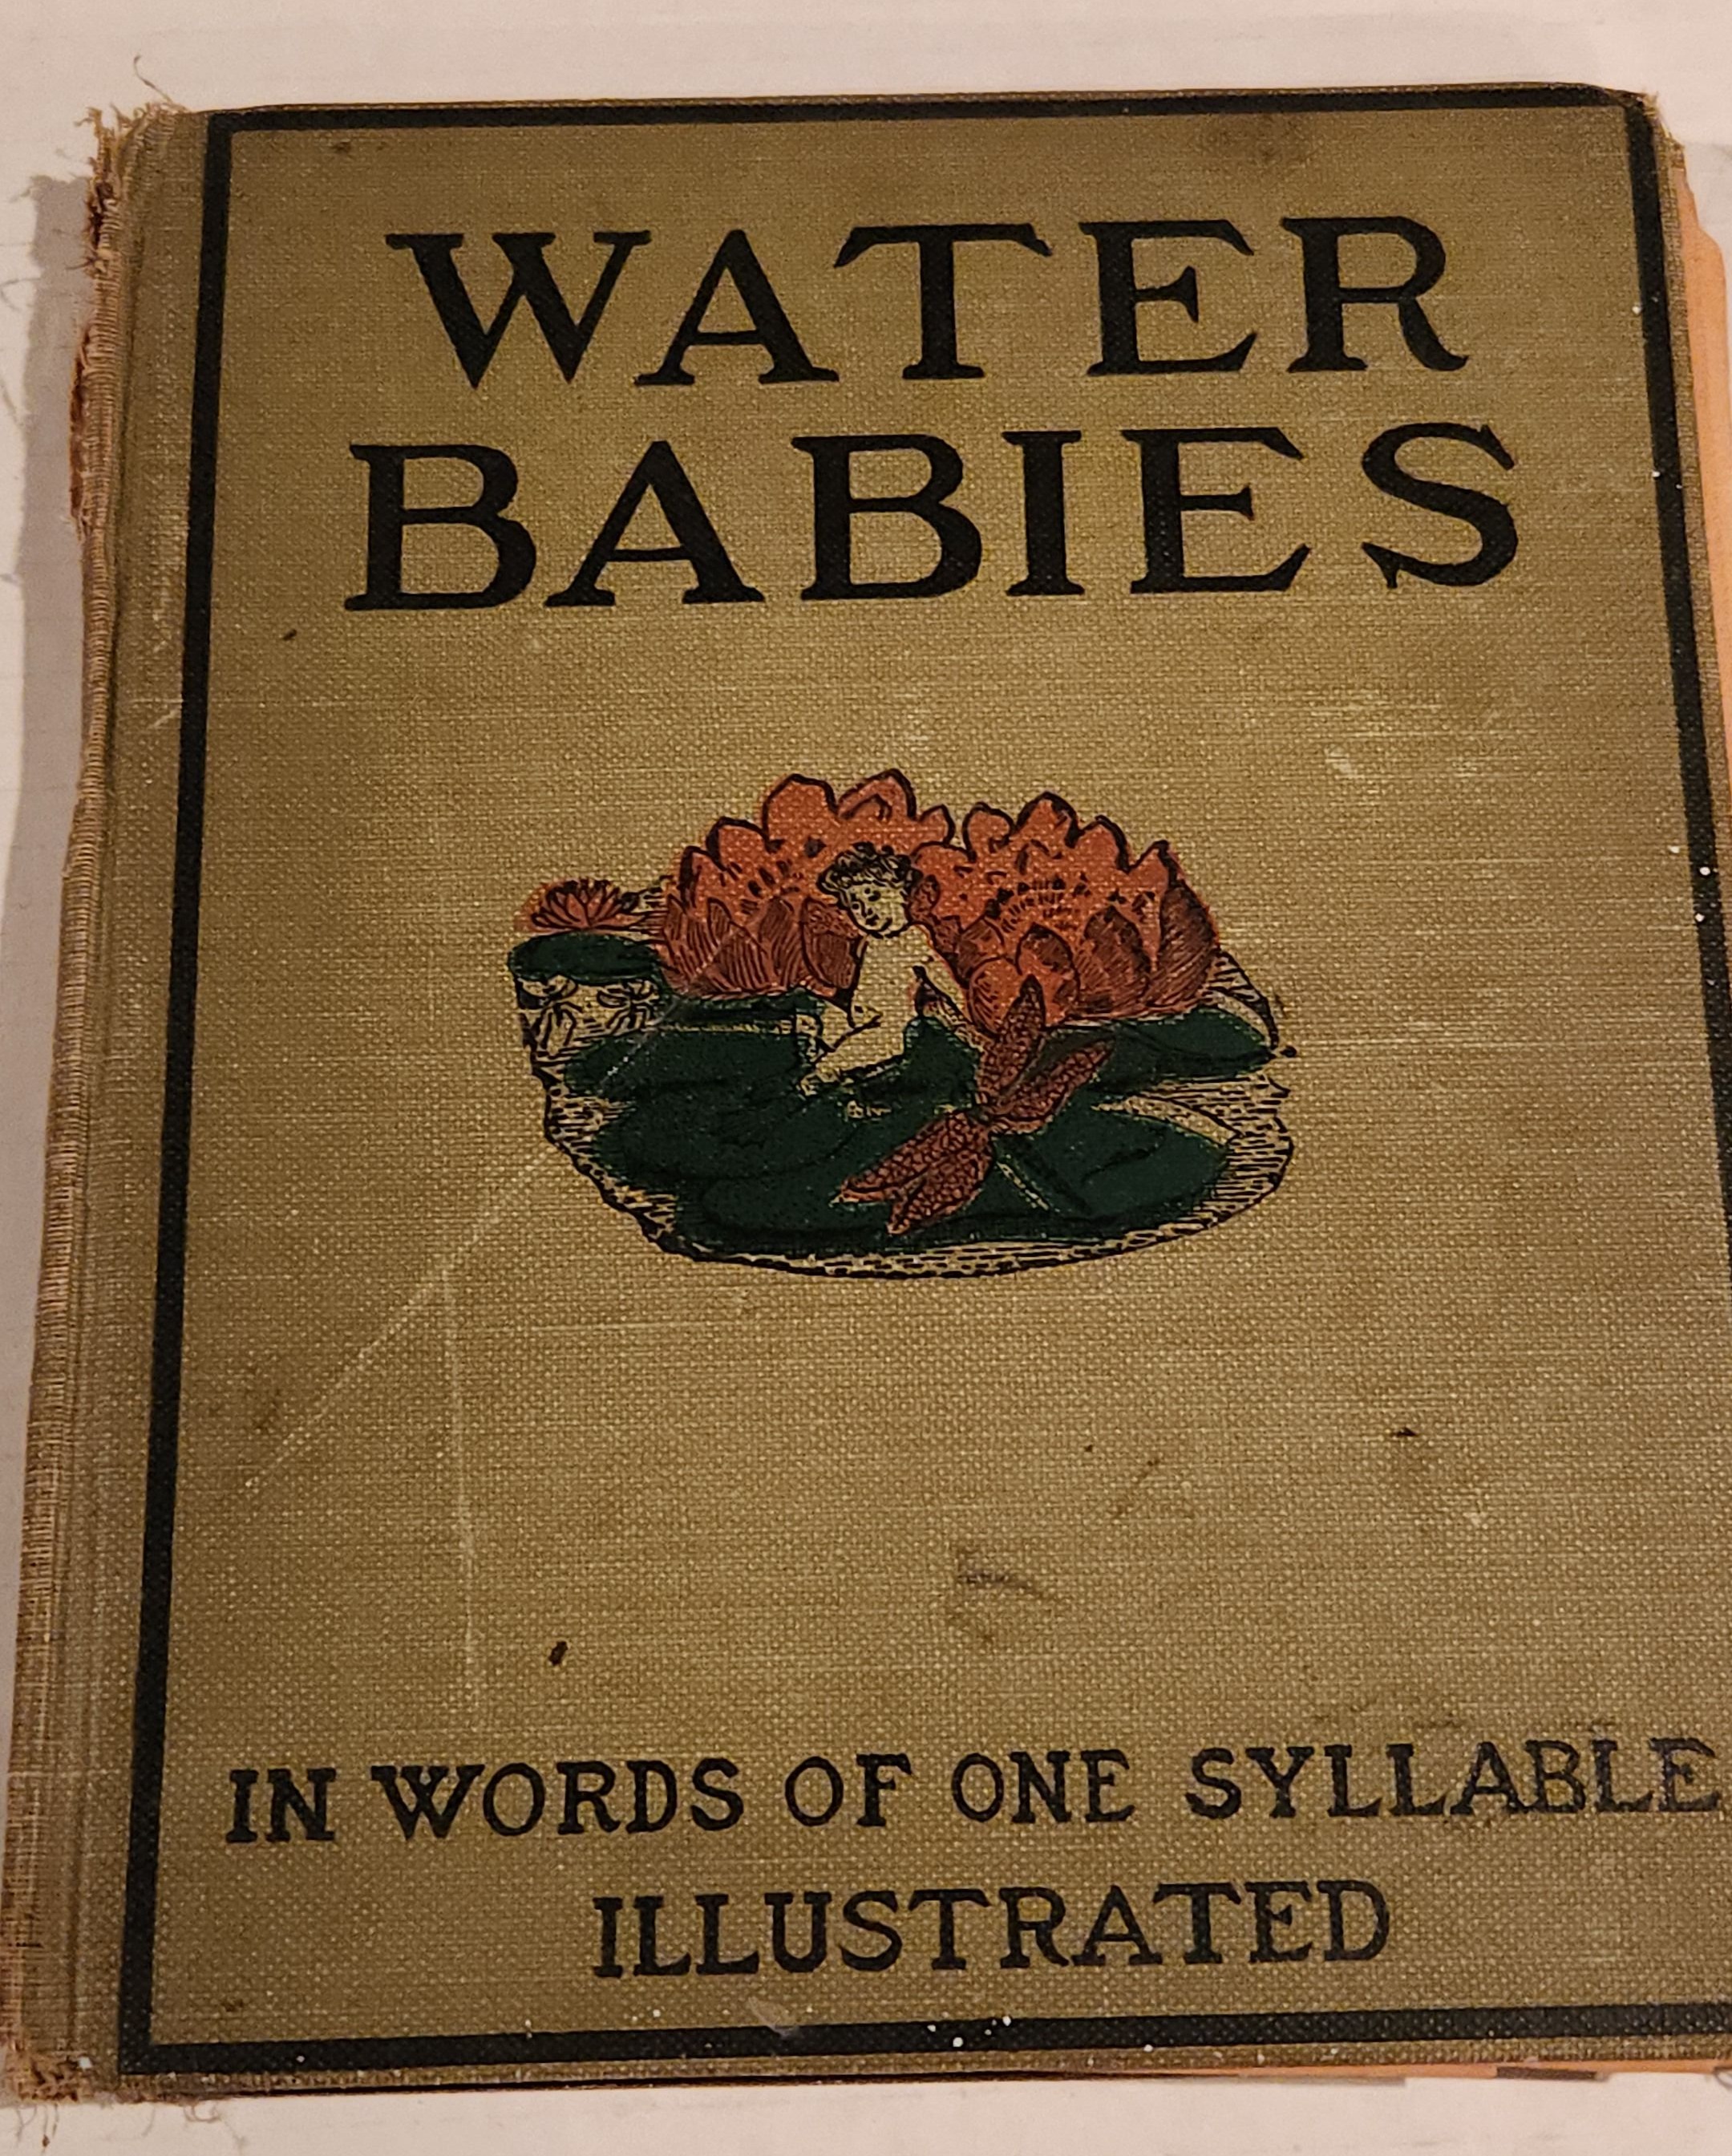 WATER
BABIES
IN WORDS OF ONE SYLLABLE
ILLUSTRATED